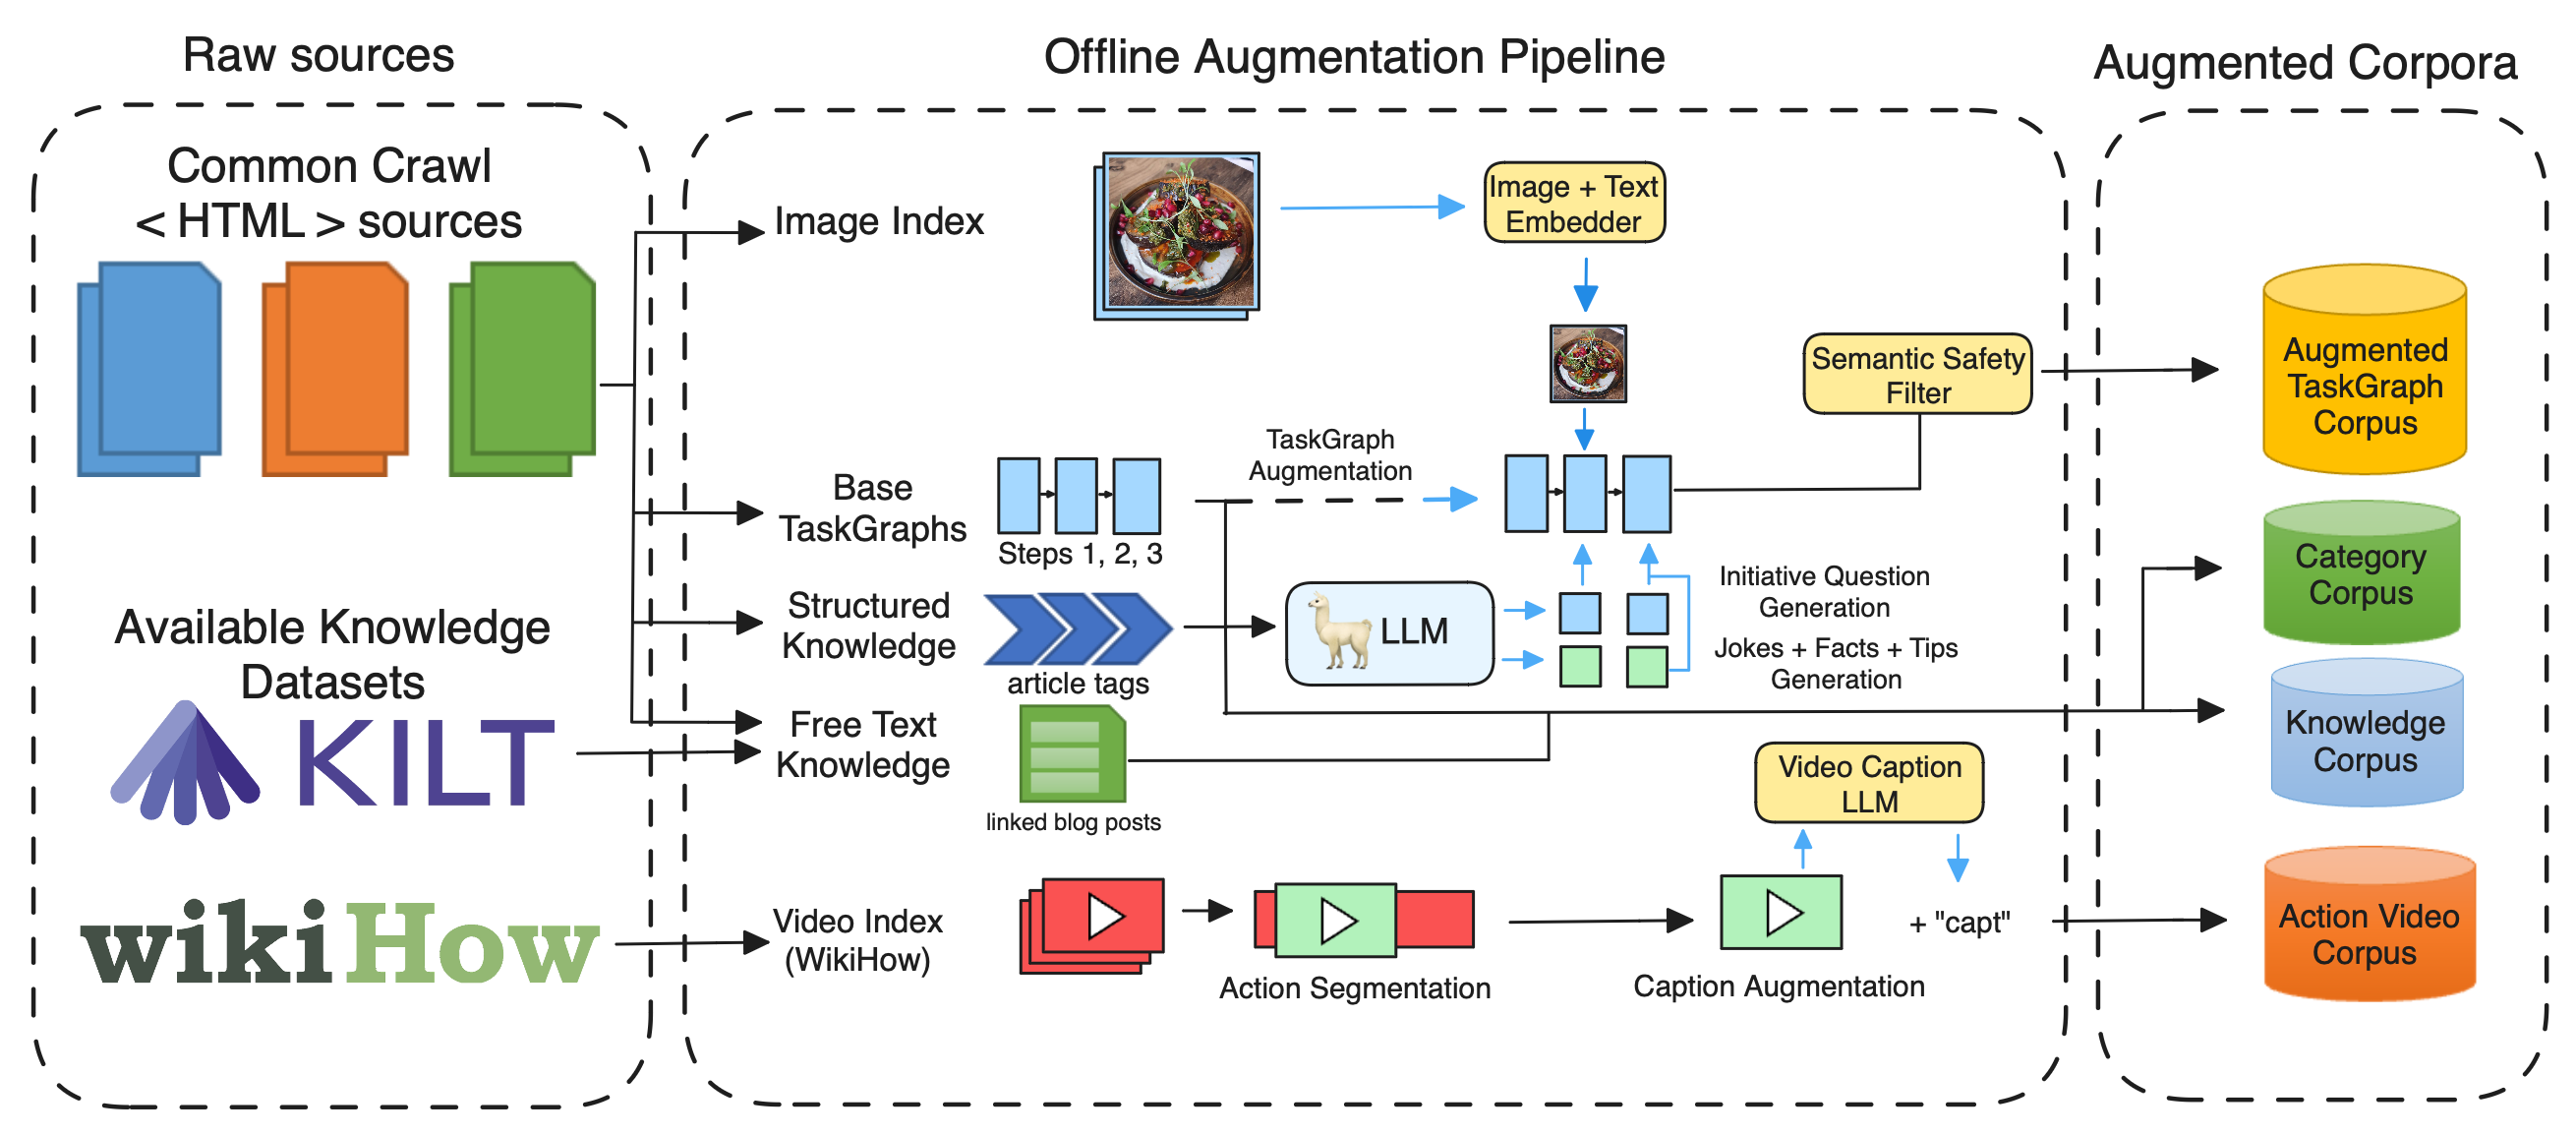 Raw sources
Common Crawl
< HTML > sources
Available Knowledge
Datasets
KILT
wikiHow
Offline Augmentation Pipeline
Image Index
Image + Text
Embedder
Semantic Safety
Filter
Base
TaskGraphs
Steps 1, 2, 3
TaskGraph
Augmentation
Structured
Knowledge
article tags
LLM
Initiative Question
Generation
Jokes + Facts + Tips
Generation
Free Text
Knowledge
linked blog posts
Video Caption
LLM
Video Index
(WikiHow)
Action Segmentation
Caption Augmentation
+ "capt"
Augmented Corpora
Augmented
TaskGraph
Corpus
Category
Corpus
Knowledge
Corpus
Action Video
Corpus